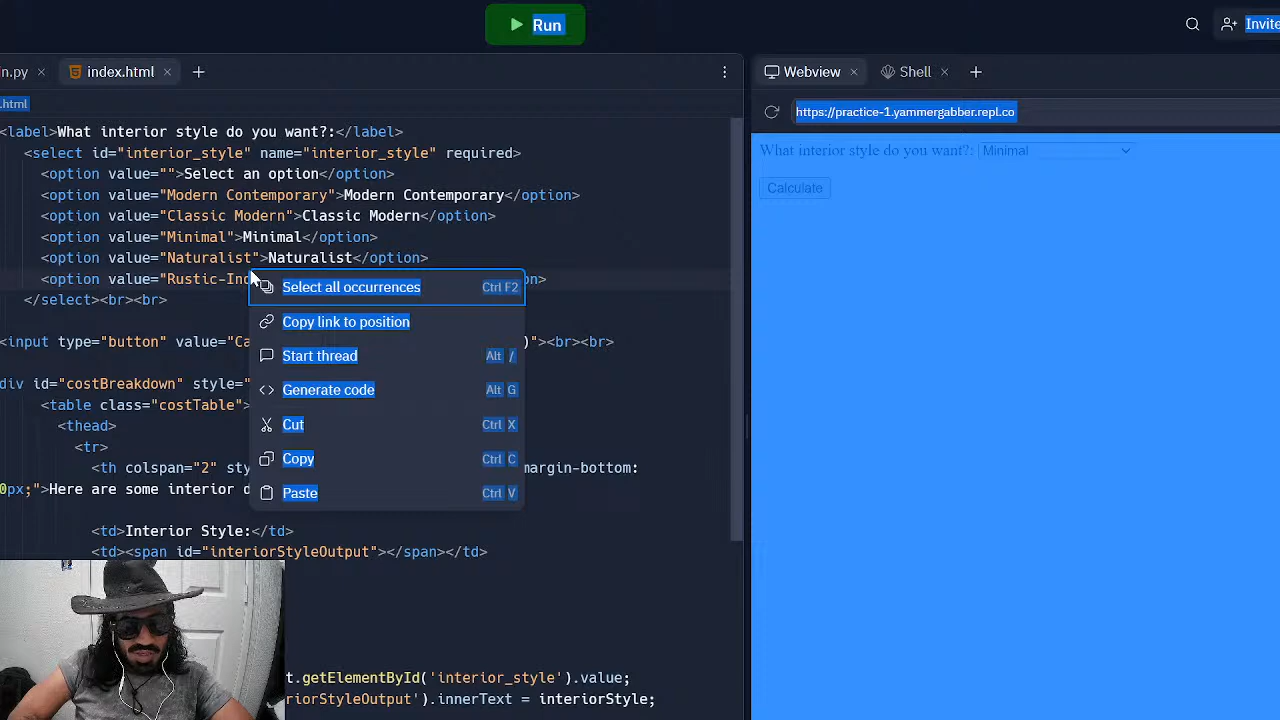 Run
Invite
n.py
index.html
Webview
Shell
.html
https://practice-1.yammergabber.repl.co
<label>What interior style do you want?:</label>
<select id="interior_style" name="interior_style" required>
<option value="">Select an option</option>
<option value="Modern Contemporary">Modern Contemporary</option>
<option value="Classic Modern">Classic Modern</option>
<option value="Minimal">Minimal</option>
<option value="Naturalist">Naturalist</option>
<option value="Rustic-Ind
on>
</select><br><br>
<input type="button" value="Ca
)"><br><br>
div id="costBreakdown" style="
<table class="costTable">
<thead>
<tr>
<th colspan="2" sty
margin-bottom:
0px;">Here are some interior d
<td>Interior Style:</td>
<td><span id="interiorStyleOutput"></span></td>
t.getElementById('interior_style').value;
riorStyleOutput').innerText = interiorStyle;
Select all occurrences Ctrl F2
Copy link to position
Start thread Alt /
Generate code Alt G
Cut Ctrl X
Copy Ctrl C
Paste Ctrl V
What interior style do you want?: Minimal
Calculate